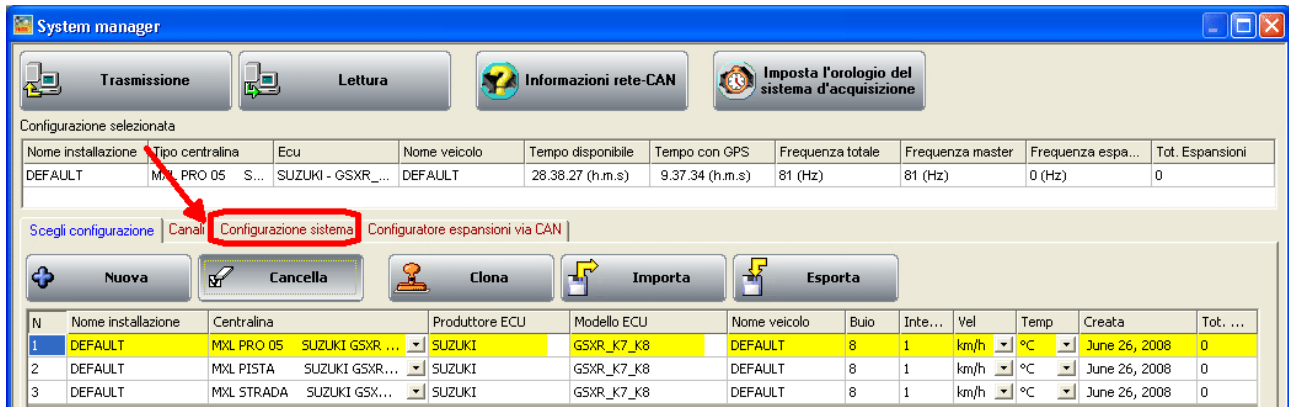 System manager
Trasmissione Lettura Informazioni rete-CAN Imposta l'orologio del
sistema d'acquisizione
Configurazione selezionata
Nome installazione Tipo centralina Ecu Nome veicolo Tempo disponibile Tempo con GPS Frequenza totale Frequenza master Frequenza espa... Tot. Espansioni
DEFAULT MXL PRO 05 S... SUZUKI - GSXR_... DEFAULT 28.38.27 (h.m.s) 9.37.34 (h.m.s) 81 (Hz) 81 (Hz) 0 (Hz) 0
Scegli configurazione Canali Configurazione sistema Configuratore espansioni via CAN
Nuova Cancella Clona Importa Esporta
N Nome installazione Centralina Produttore ECU Modello ECU Nome veicolo Buio Inte... Vel Temp Creata Tot. ...
1 DEFAULT MXL PRO 05 SUZUKI GSXR ... SUZUKI GSXR_K7_K8 DEFAULT 8 1 km/h °C June 26, 2008 0
2 DEFAULT MXL PISTA SUZUKI GSXR... SUZUKI GSXR_K7_K8 DEFAULT 8 1 km/h °C June 26, 2008 0
3 DEFAULT MXL STRADA SUZUKI GSX... SUZUKI GSXR_K7_K8 DEFAULT 8 1 km/h °C June 26, 2008 0